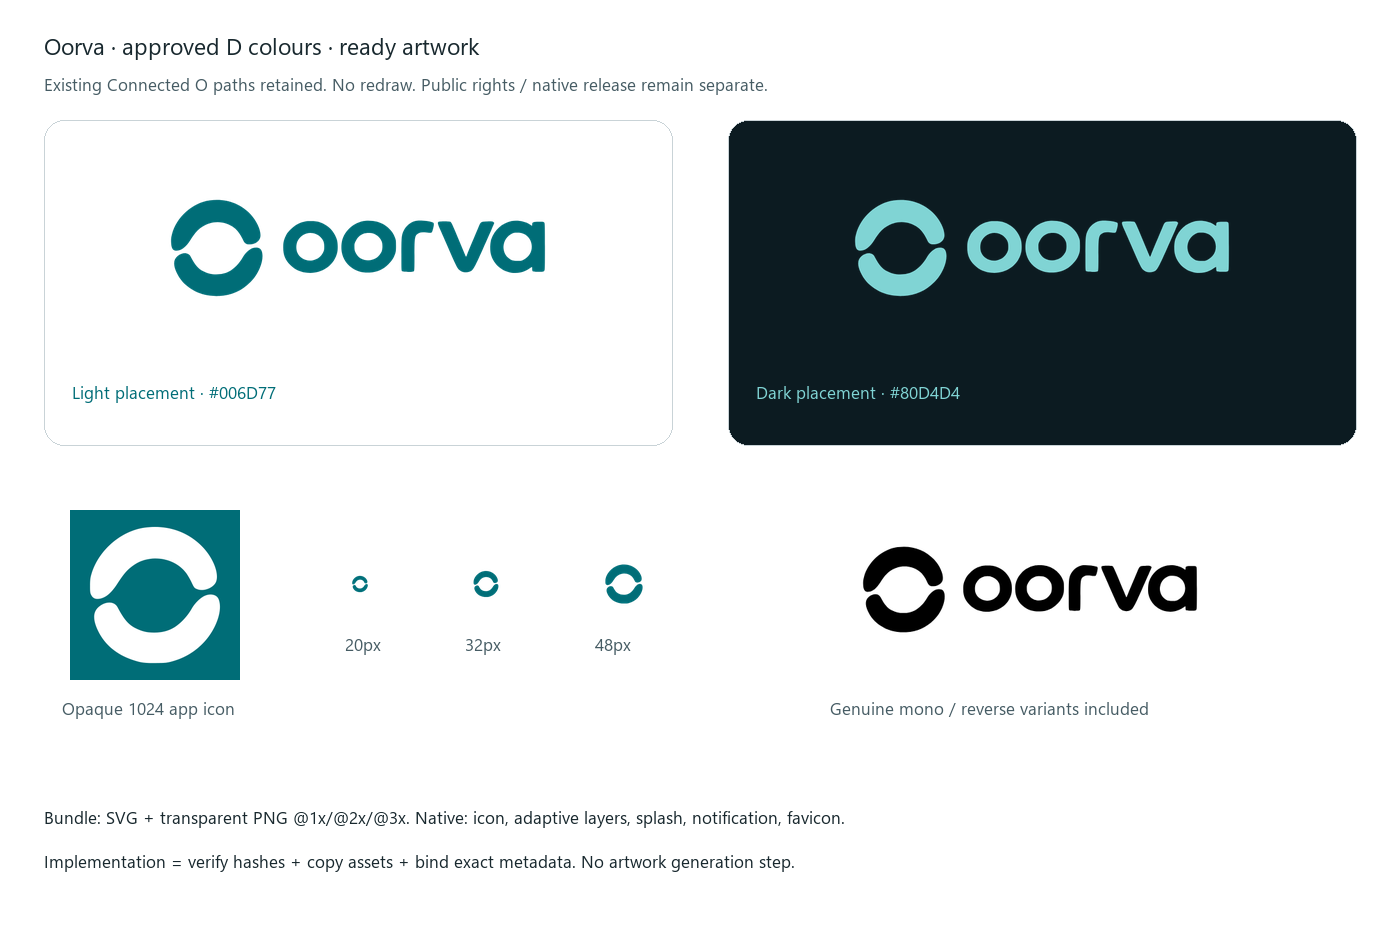 Oorva · approved D colours · ready artwork
Existing Connected O paths retained. No redraw. Public rights / native release remain separate.
oorva
Light placement · #006D77
oorva
Dark placement · #80D4D4
20px
32px
48px
Opaque 1024 app icon
oorva
Genuine mono / reverse variants included
Bundle: SVG + transparent PNG @1x/@2x/@3x. Native: icon, adaptive layers, splash, notification, favicon.
Implementation = verify hashes + copy assets + bind exact metadata. No artwork generation step.